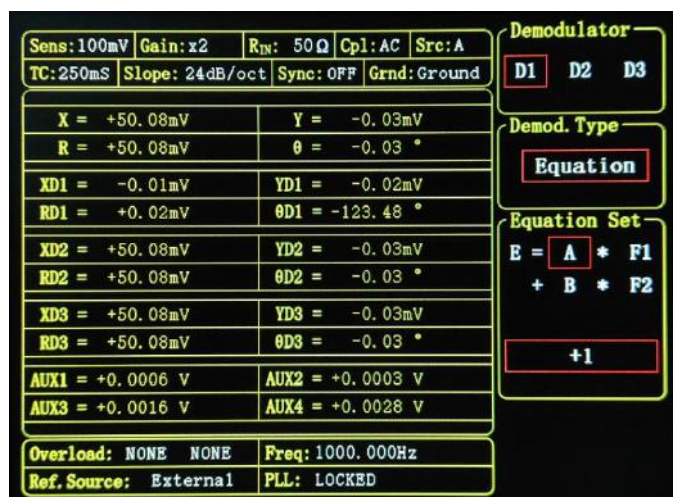 Sens:100mV Gain:x2 RIN: 50Ω Cpl:AC Src:A
TC:250mS Slope: 24dB/oct Sync:OFF Grnd:Ground
X = +50.08mV Y = -0.03mV
R = +50.08mV θ = -0.03 °
XD1 = -0.01mV YD1 = -0.02mV
RD1 = +0.02mV θD1 = -123.48 °
XD2 = +50.08mV YD2 = -0.03mV
RD2 = +50.08mV θD2 = -0.03 °
XD3 = +50.08mV YD3 = -0.03mV
RD3 = +50.08mV θD3 = -0.03 °
AUX1 = +0.0006 V AUX2 = +0.0003 V
AUX3 = +0.0016 V AUX4 = +0.0028 V
Overload: NONE NONE Freq:1000.000Hz
Ref.Source: External PLL: LOCKED
Demodulator
D1 D2 D3
Demod.Type
Equation
Equation Set
E = A * F1
+ B * F2
+1